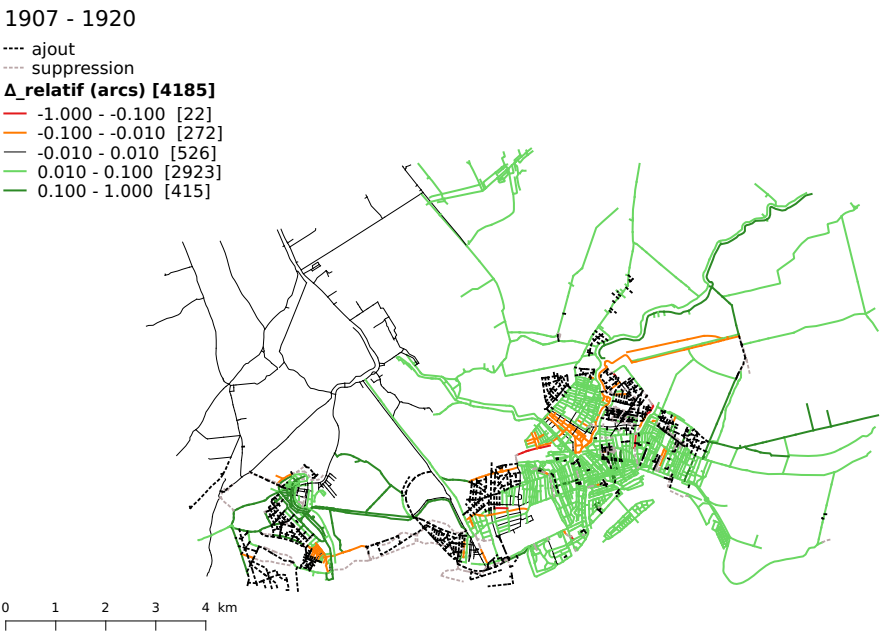 1907 - 1920
ajout
suppression
Δ_relatif (arcs) [4185]
-1.000 - -0.100 [22]
-0.100 - -0.010 [272]
-0.010 - 0.010 [526]
0.010 - 0.100 [2923]
0.100 - 1.000 [415]
0 1 2 3 4 km